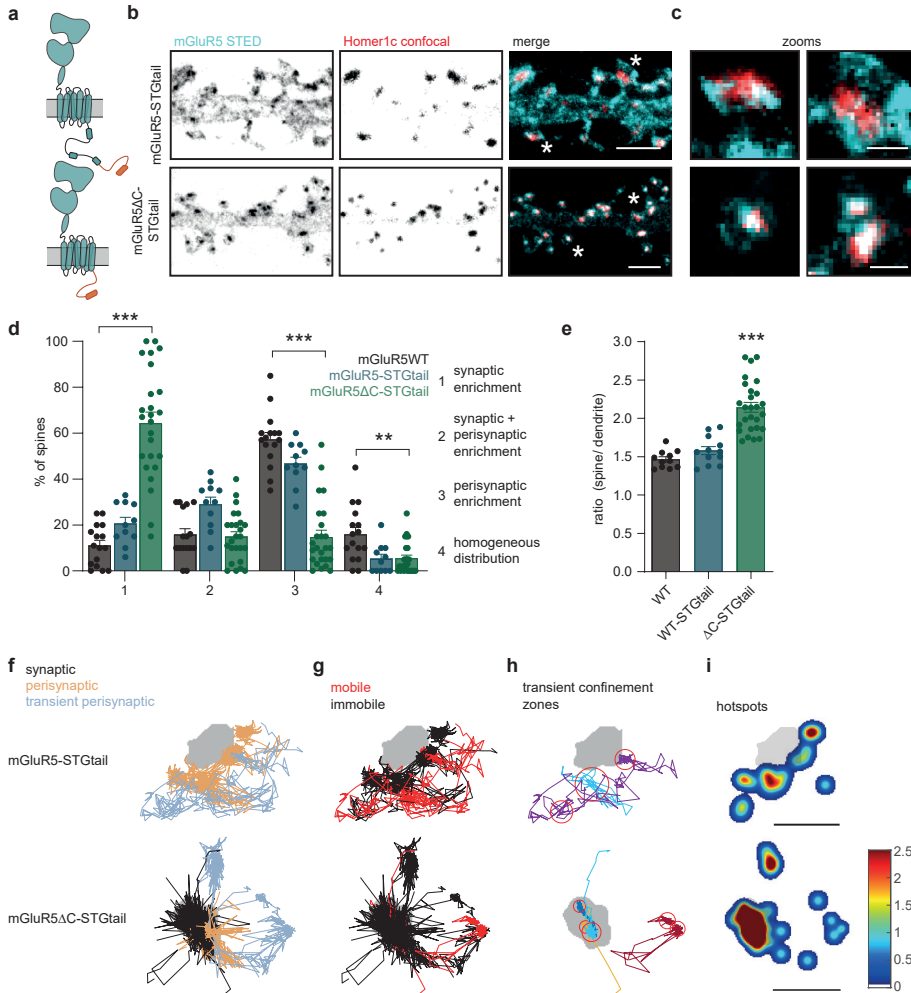 a
b
c
mGluR5 STED
Homer1c confocal
merge
zooms
mGluR5-STGtail
*
*
mGluR5ΔC-
STGtail
*
*
d
e
% of spines
100
80
60
40
20
0
1
2
3
4
***
***
**
mGluR5WT
mGluR5-STGtail
mGluR5ΔC-STGtail
1 synaptic
enrichment
2 synaptic +
perisynaptic
enrichment
3 perisynaptic
enrichment
4 homogeneous
distribution
ratio (spine/ dendrite)
3.0
2.5
2.0
1.5
1.0
0.5
0.0
***
WT
WT-STGtail
ΔC-STGtail
f
g
h
i
synaptic
perisynaptic
transient perisynaptic
mobile
immobile
transient confinement
zones
hotspots
mGluR5-STGtail
mGluR5ΔC-STGtail
2.5
2
1.5
1
0.5
0